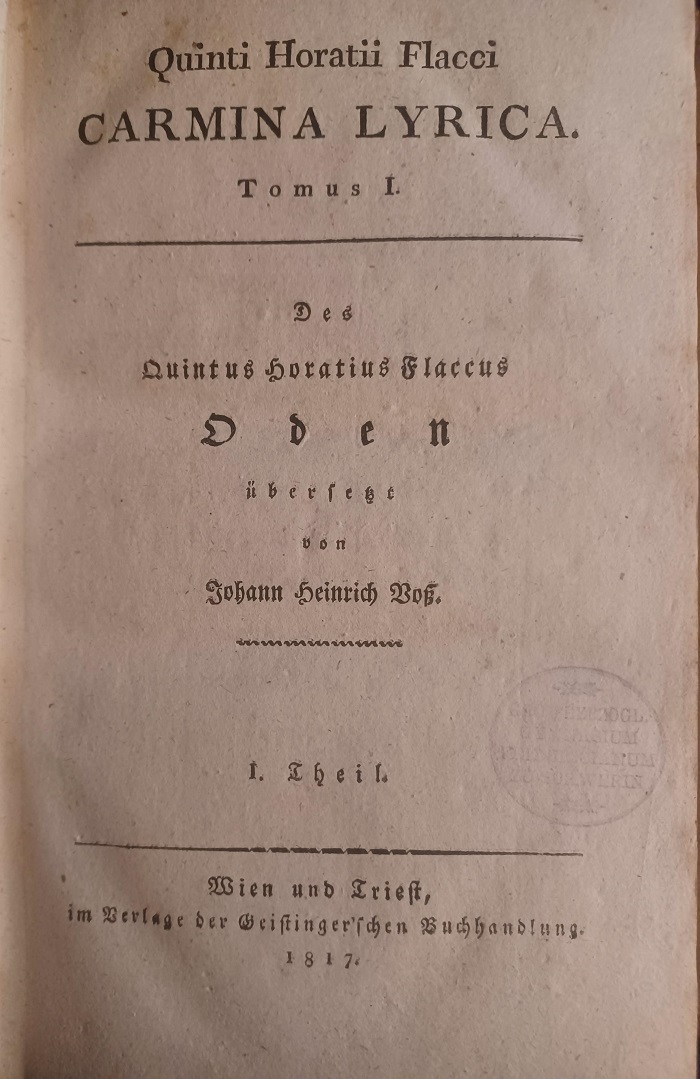 Quinti Horatii Flacci
CARMINA LYRICA.
Tomus I.
Des
Quintus Horatius Flaccus
Oden
überſetzt
von
Johann Heinrich Voß.
I. Theil.
GYMNASIUM
Wien und Trieſt,
im Verlage der Geiſtinger'ſchen Buchhandlung.
1817.